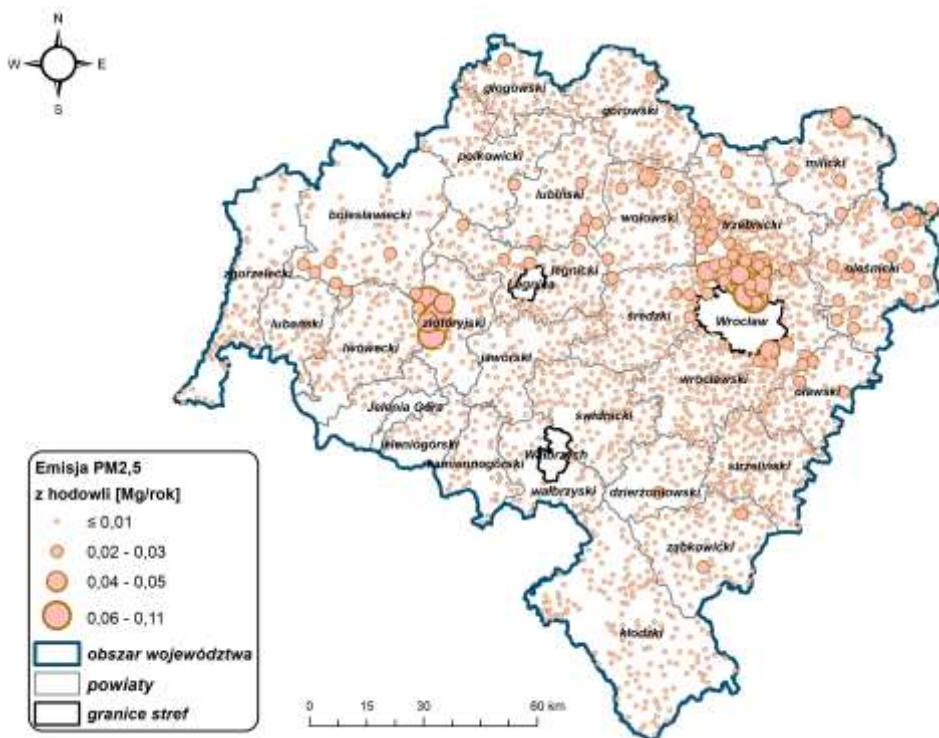 N
W E
S
głogowski
górowski
polkowicki
milicki
lubiński
bolesławiecki
wołowski
trzebnicki
zgorzelecki
legnicki
oleśnicki
Legnica
lubański
złotoryjski
średzki
Wrocław
lwowecki
jaworski
wrocławski
oławski
Jelenia Góra
świdnicki
jeleniogórski
Wałbrzych
kamiennogórski
strzeliński
wałbrzyski
dzierżoniowski
ząbkowicki
kłodzki
Emisja PM2,5
z hodowli [Mg/rok]
≤ 0,01
0,02 - 0,03
0,04 - 0,05
0,06 - 0,11
obszar województwa
powiaty
granice stref
0 15 30 60 km